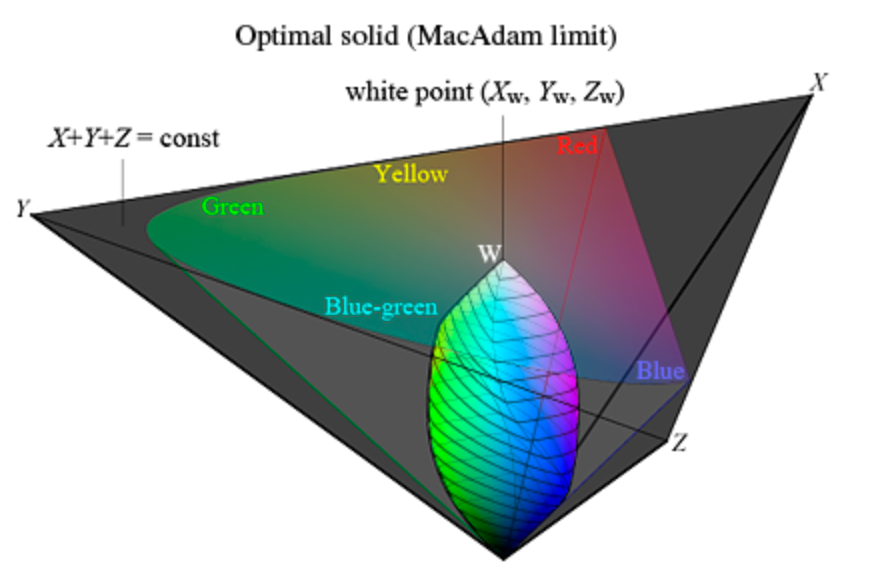 Optimal solid (MacAdam limit)
white point (Xw, Yw, Zw)
X
X+Y+Z = const
Red
Yellow
Y
Green
W
Blue-green
Blue
Z